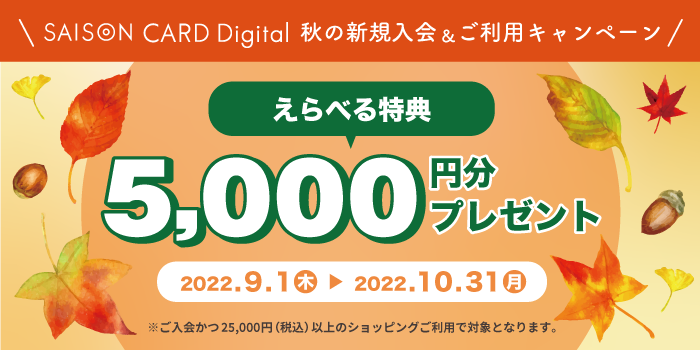 SAISON CARD Digital 秋の新規入会&ご利用キャンペーン
えらべる特典
5,000円分プレゼント
2022.9.1木 ▶ 2022.10.31月
※ご入会かつ25,000円(税込)以上のショッピングご利用で対象となります。